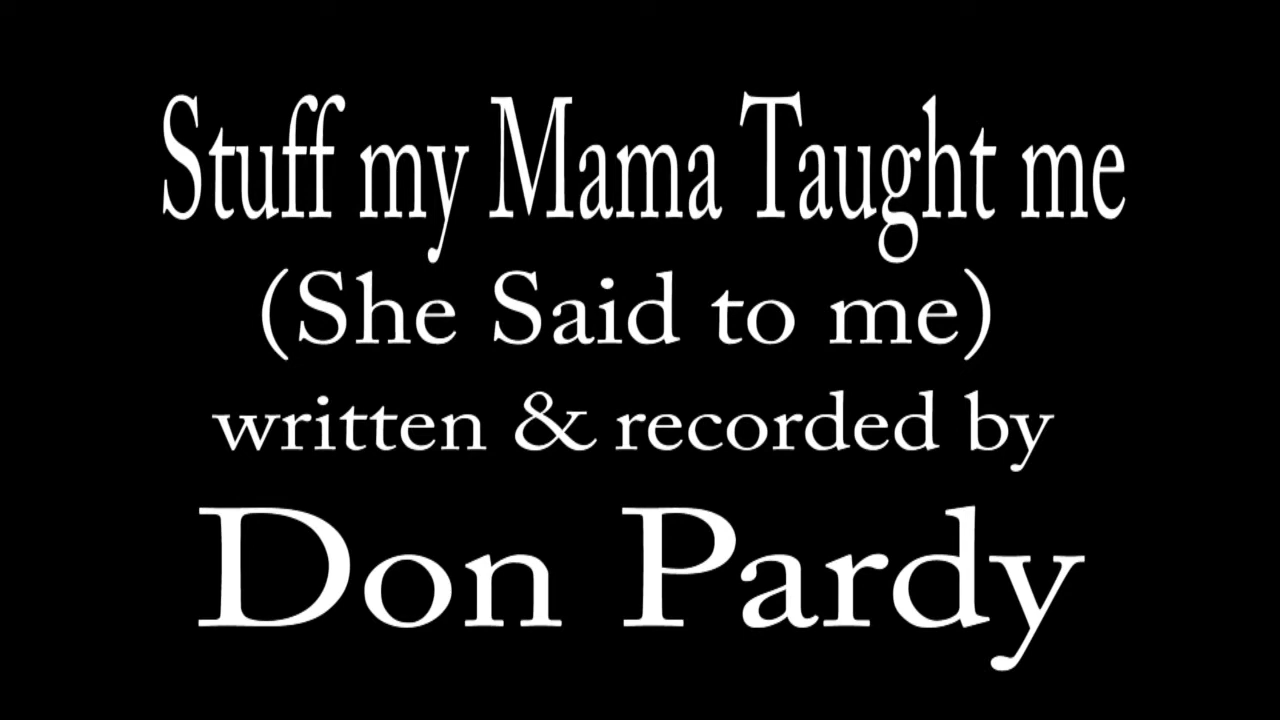 Stuff my Mama Taught me
(She Said to me)
written & recorded by
Don Pardy